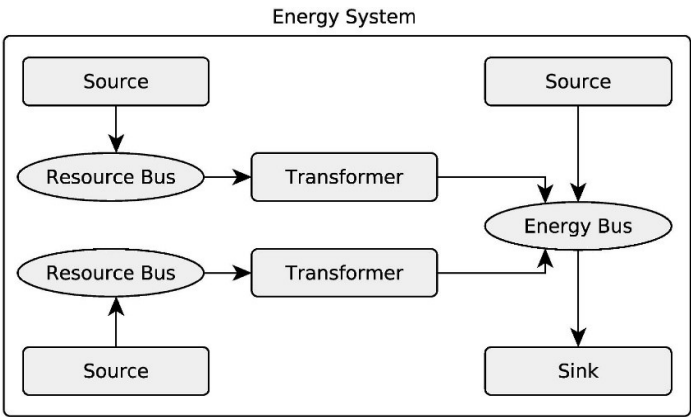 Energy System
Source
Source
Resource Bus
Transformer
Energy Bus
Resource Bus
Transformer
Source
Sink